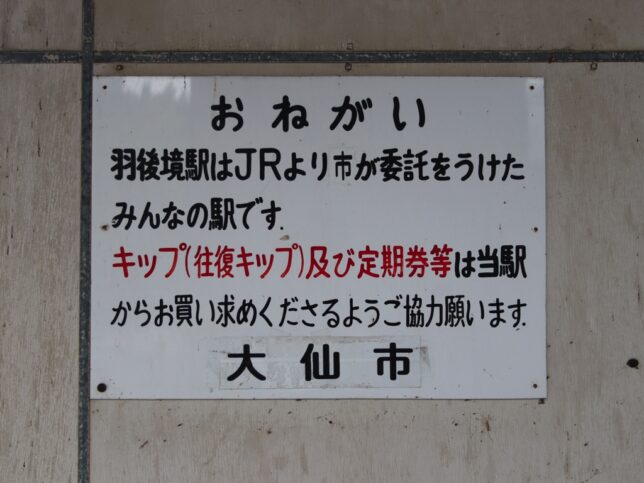 おねがい
羽後境駅はJRより市が委託をうけた
みんなの駅です.
キップ(往復キップ)及び定期券等は当駅
からお買い求めくださるようご協力願います.
大仙市